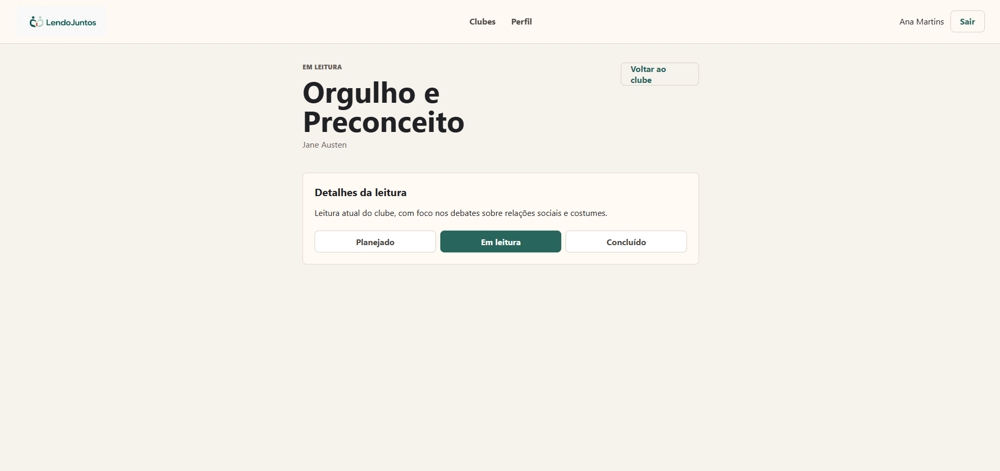 LendoJuntos
Clubes
Perfil
Ana Martins
Sair
EM LEITURA
Voltar ao
clube
Orgulho e
Preconceito
Jane Austen
Detalhes da leitura
Leitura atual do clube, com foco nos debates sobre relações sociais e costumes.
Planejado
Em leitura
Concluído